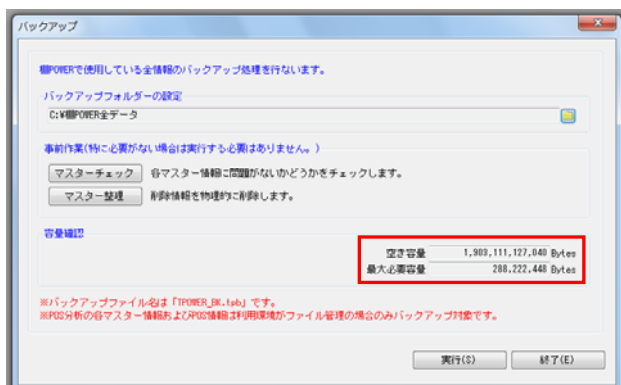 バックアップ
棚POWERで使用している全情報のバックアップ処理を行ないます。
バックアップフォルダーの設定
C:¥棚POWER全データ
事前作業(特に必要がない場合は実行する必要はありません。)
マスターチェック 各マスター情報に問題がないかどうかをチェックします。
マスター整理 削除情報を物理的に削除します。
容量確認
空き容量 1,903,111,127,040 Bytes
最大必要容量 288,222,448 Bytes
※バックアップファイル名は「TPOWER_BK.tpb」です。
※POS分析の各マスター情報およびPOS情報は利用環境がファイル管理の場合のみバックアップ対象です。
実行(S) 終了(E)